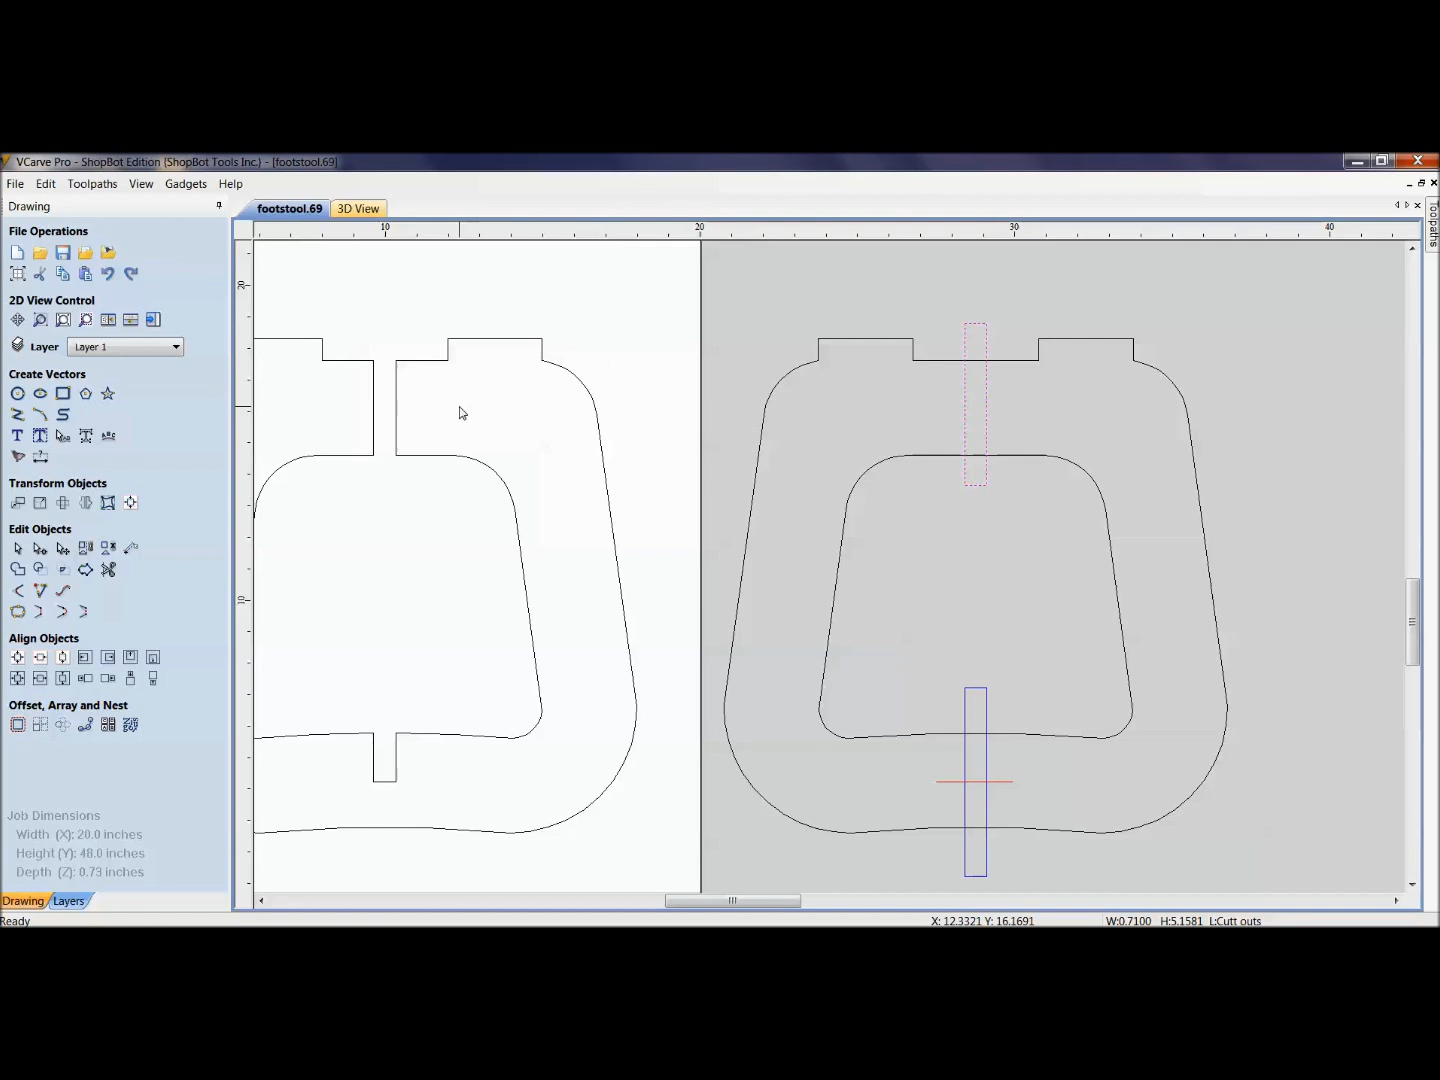 VCarve Pro - ShopBot Edition {ShopBot Tools Inc.} - [footstool.69]
File Edit Toolpaths View Gadgets Help
Drawing
footstool.69 3D View
File Operations
2D View Control
Layer Layer 1
Create Vectors
Transform Objects
Edit Objects
Align Objects
Offset, Array and Nest
Job Dimensions
Width (X): 20.0 inches
Height (Y): 48.0 inches
Depth (Z): 0.73 inches
Drawing Layers
10 20 30 40
20
10
Toolpaths
Ready
X: 12.3321 Y: 16.1691
W:0.7100 H:5.1581 L:Cutt outs